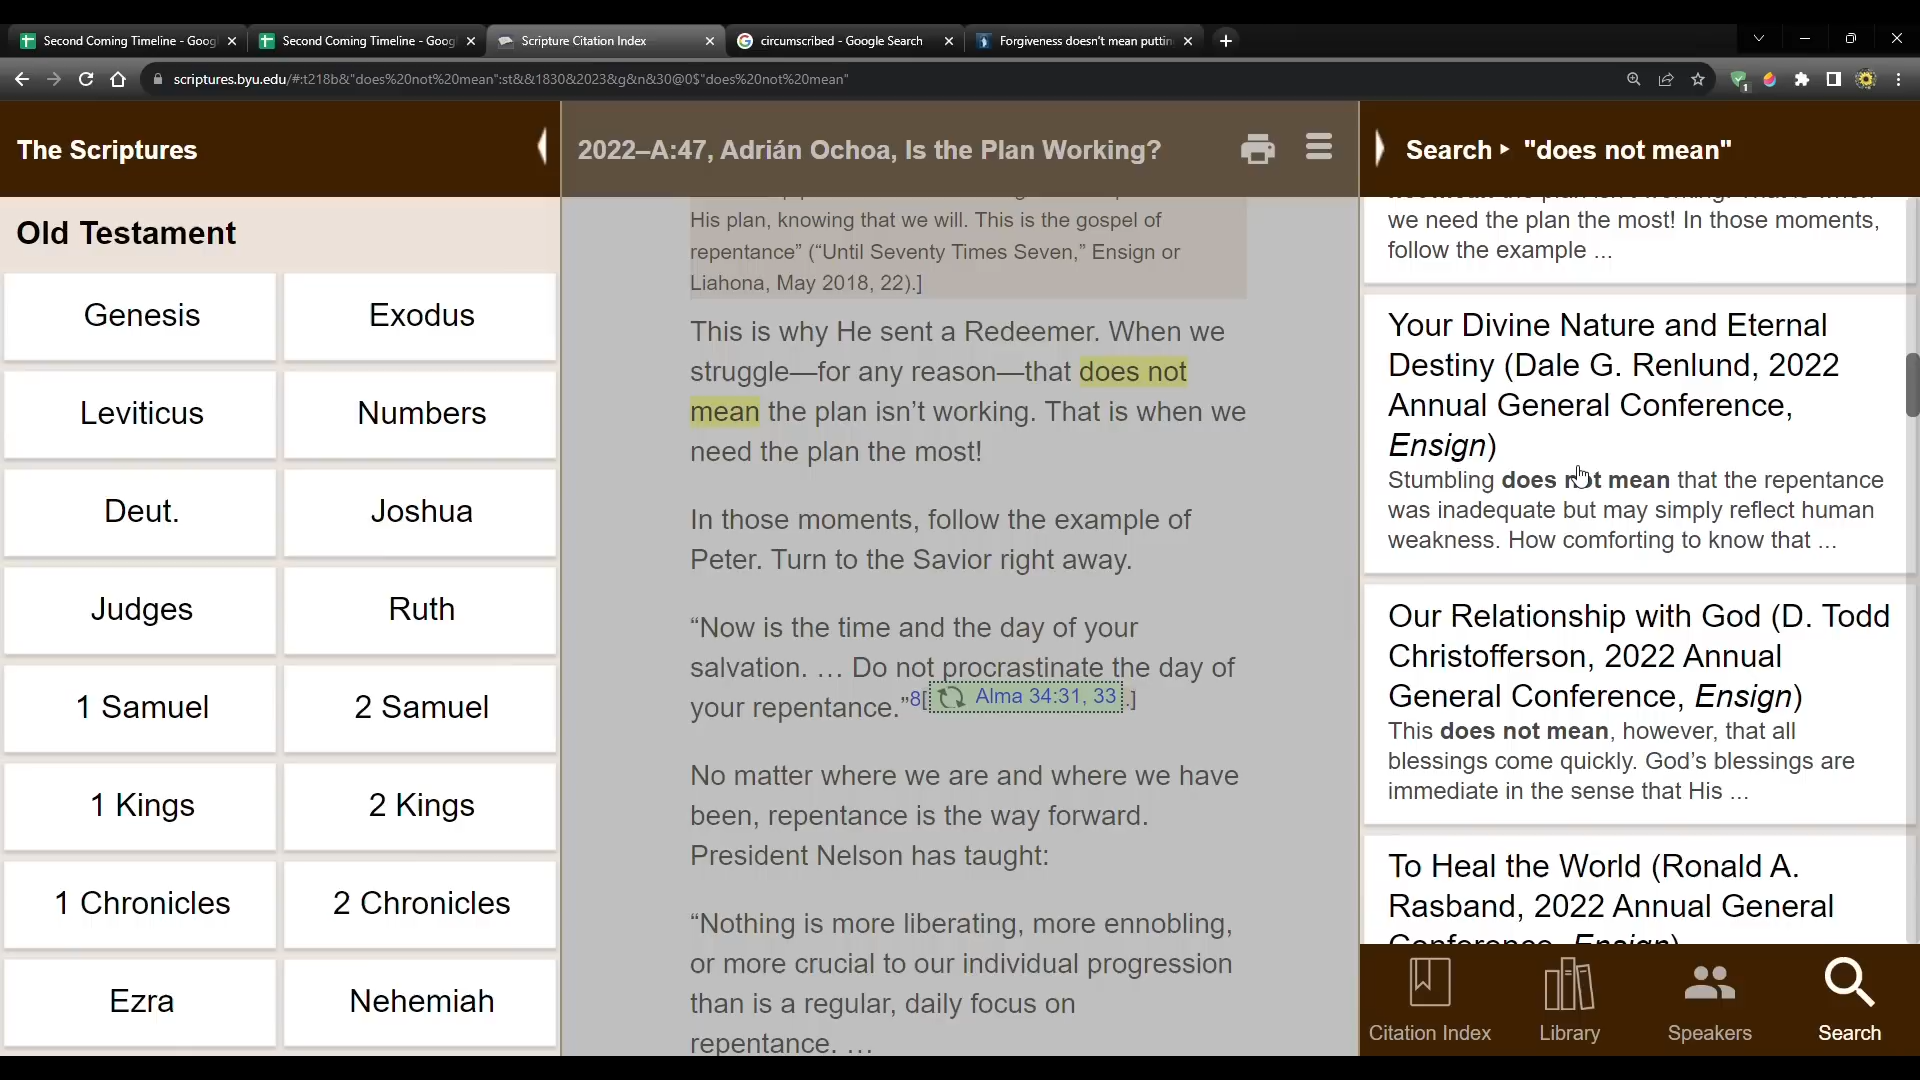 Second Coming Timeline - Goog
Second Coming Timeline - Goog
Scripture Citation Index
circumscribed - Google Search
Forgiveness doesn't mean puttin
scriptures.byu.edu/#:t218b&"does%20not%20mean":st&&1830&2023&g&n&30@0$"does%20not%20mean"
1
The Scriptures
Old Testament
Genesis
Exodus
Leviticus
Numbers
Deut.
Joshua
Judges
Ruth
1 Samuel
2 Samuel
1 Kings
2 Kings
1 Chronicles
2 Chronicles
Ezra
Nehemiah
2022–A:47, Adrián Ochoa, Is the Plan Working?
His plan, knowing that we will. This is the gospel of
repentance” (“Until Seventy Times Seven,” Ensign or
Liahona, May 2018, 22).]
This is why He sent a Redeemer. When we
struggle—for any reason—that does not
mean the plan isn’t working. That is when we
need the plan the most!
In those moments, follow the example of
Peter. Turn to the Savior right away.
“Now is the time and the day of your
salvation. … Do not procrastinate the day of
your repentance.”8[ Alma 34:31, 33.]
No matter where we are and where we have
been, repentance is the way forward.
President Nelson has taught:
“Nothing is more liberating, more ennobling,
or more crucial to our individual progression
than is a regular, daily focus on
repentance. …
Search ▸ "does not mean"
we need the plan the most! In those moments,
follow the example ...
Your Divine Nature and Eternal
Destiny (Dale G. Renlund, 2022
Annual General Conference,
Ensign)
Stumbling does not mean that the repentance
was inadequate but may simply reflect human
weakness. How comforting to know that ...
Our Relationship with God (D. Todd
Christofferson, 2022 Annual
General Conference, Ensign)
This does not mean, however, that all
blessings come quickly. God’s blessings are
immediate in the sense that His ...
To Heal the World (Ronald A.
Rasband, 2022 Annual General
Conference, Ensign)
Citation Index
Library
Speakers
Search